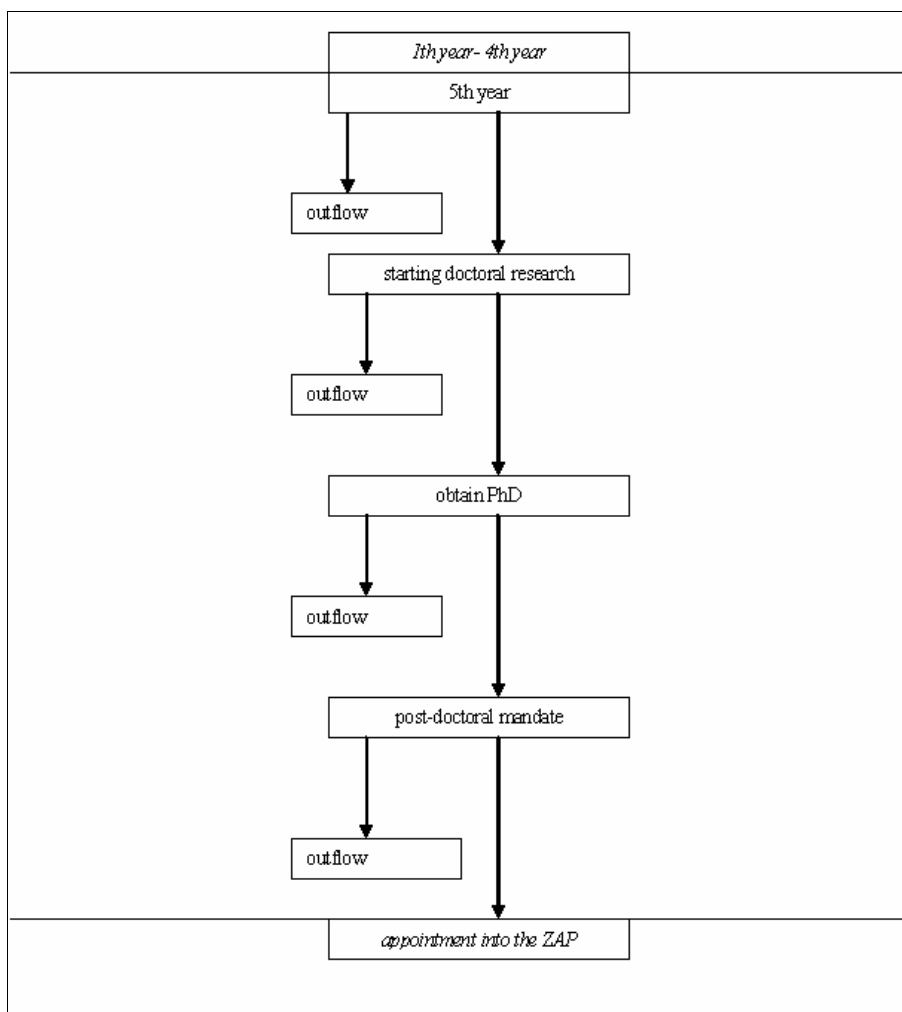 1th year- 4th year
5th year
outflow
starting doctoral research
outflow
obtain PhD
outflow
post-doctoral mandate
outflow
appointment into the ZAP